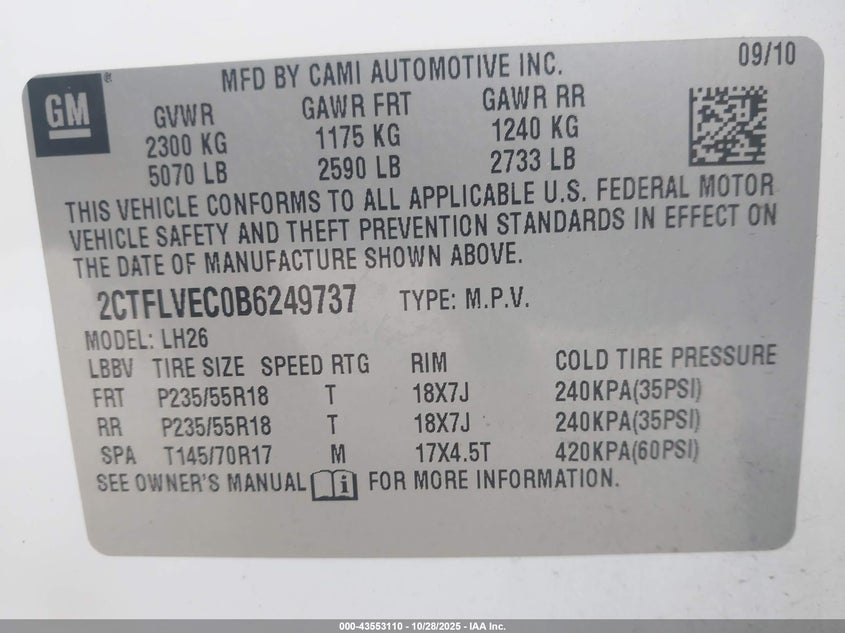 GM ®
MFD BY CAMI AUTOMOTIVE INC. 09/10
GVWR GAWR FRT GAWR RR
2300 KG 1175 KG 1240 KG
5070 LB 2590 LB 2733 LB
THIS VEHICLE CONFORMS TO ALL APPLICABLE U.S. FEDERAL MOTOR
VEHICLE SAFETY AND THEFT PREVENTION STANDARDS IN EFFECT ON
THE DATE OF MANUFACTURE SHOWN ABOVE.
2CTFLVEC0B6249737 TYPE: M.P.V.
MODEL: LH26
LBBV TIRE SIZE SPEED RTG RIM COLD TIRE PRESSURE
FRT P235/55R18 T 18X7J 240KPA(35PSI)
RR P235/55R18 T 18X7J 240KPA(35PSI)
SPA T145/70R17 M 17X4.5T 420KPA(60PSI)
SEE OWNER'S MANUAL i FOR MORE INFORMATION.
000-43553110 - 10/28/2025 - IAA Inc.